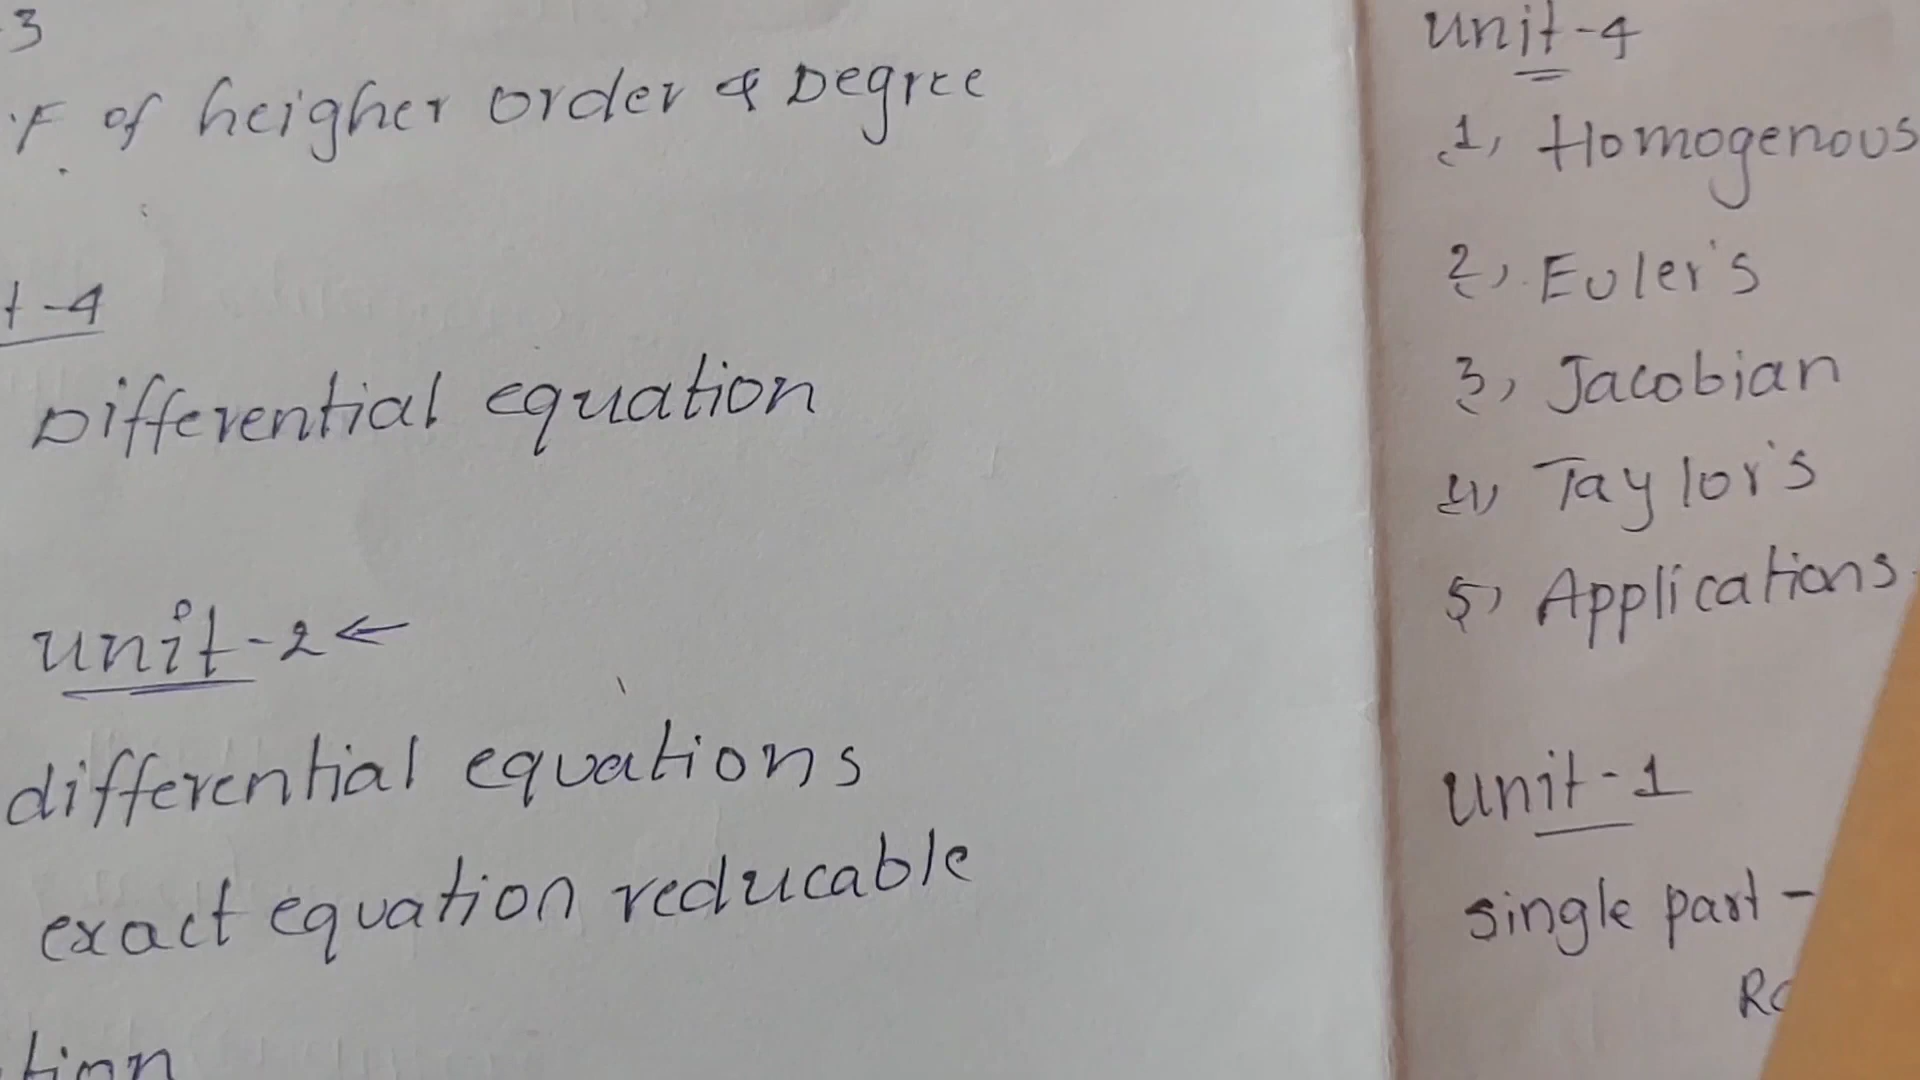 3
of heigher order & Degree
t-4
Differential equation
unit-2←
differential equations
exact equation reducable
tion
unit-4
1, Homogenous
2, Euler's
3, Jacobian
4, Taylor's
5, Applications
unit-1
single part -